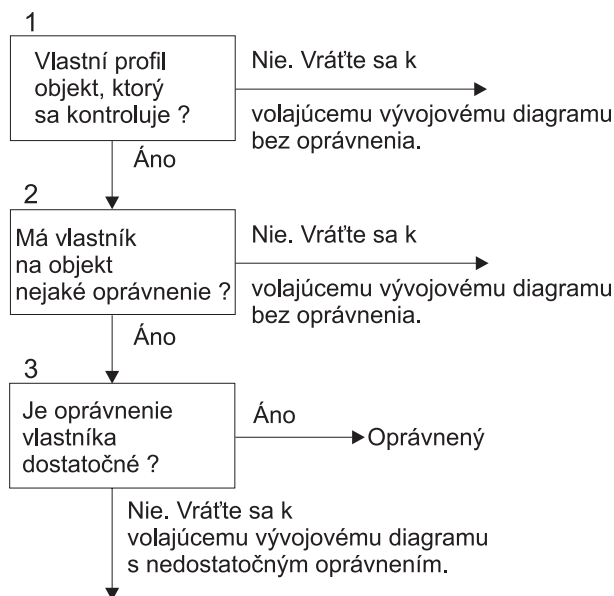 1
Vlastní profil
objekt, ktorý
sa kontroluje ?
Nie. Vráťte sa k
volajúcemu vývojovému diagramu
bez oprávnenia.
Áno
2
Má vlastník
na objekt
nejaké oprávnenie ?
Nie. Vráťte sa k
volajúcemu vývojovému diagramu
bez oprávnenia.
Áno
3
Je oprávnenie
vlastníka
dostatočné ?
Áno
Oprávnený
Nie. Vráťte sa k
volajúcemu vývojovému diagramu
s nedostatočným oprávnením.